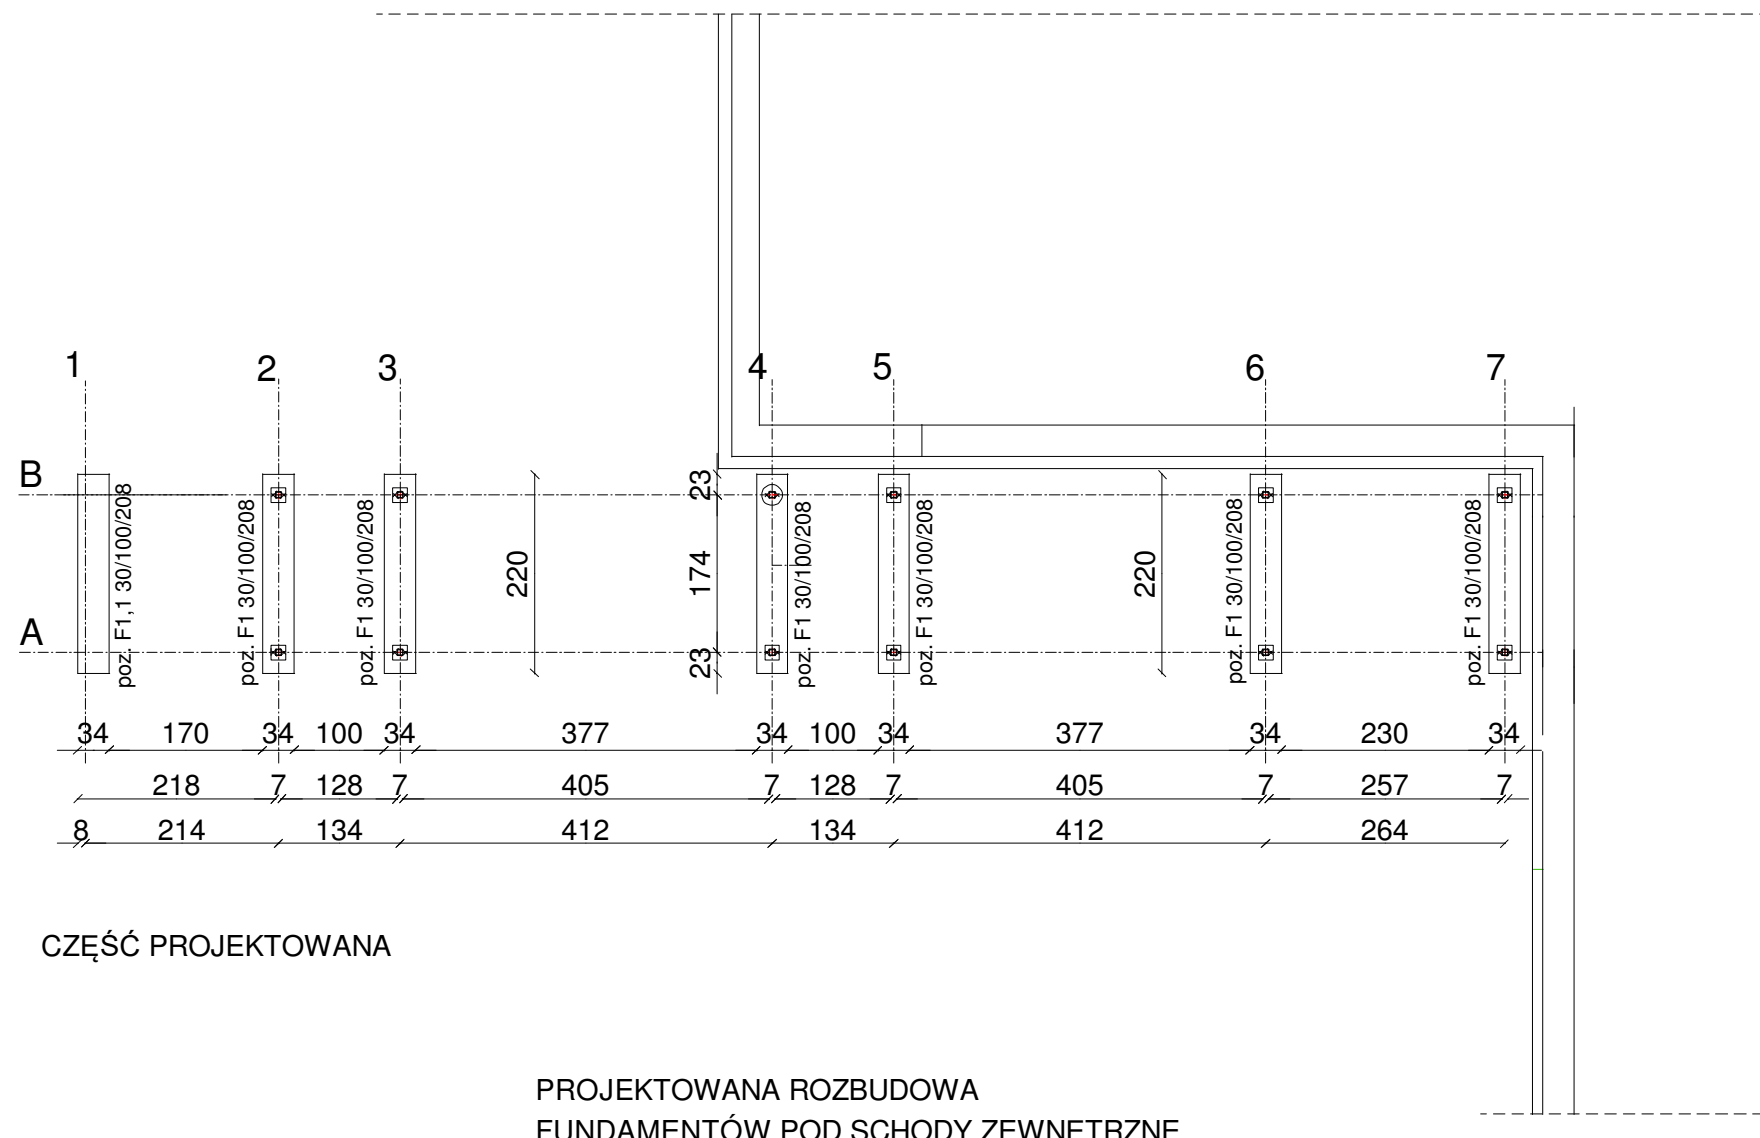 1 2 3 4 5 6 7
B
A
poz. F1,1 30/100/208
poz. F1 30/100/208
poz. F1 30/100/208
poz. F1 30/100/208
poz. F1 30/100/208
poz. F1 30/100/208
poz. F1 30/100/208
220
23
174
23
220
34 170 34 100 34 377 34 100 34 377 34 230 34
218 7 128 7 405 7 128 7 405 7 257 7
8 214 134 412 134 412 264
CZĘŚĆ PROJEKTOWANA
PROJEKTOWANA ROZBUDOWA
FUNDAMENTÓW POD SCHODY ZEWNĘTRZNE